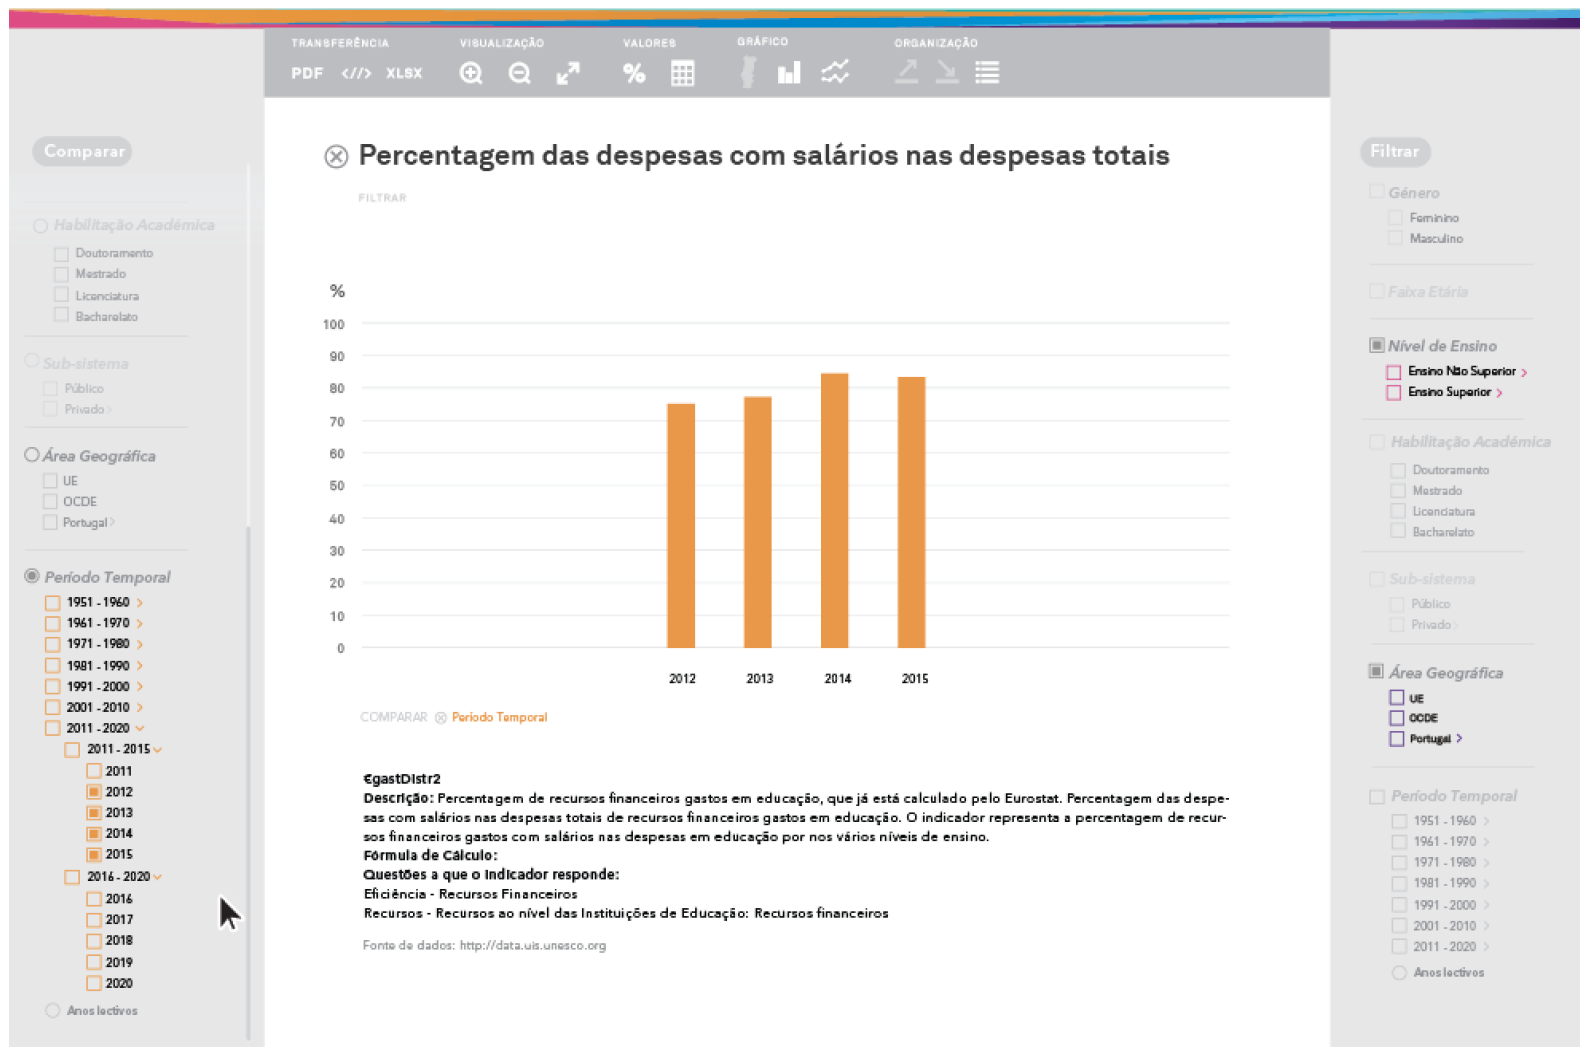 TRANSFERÊNCIA
PDF <//> XLSX
VISUALIZAÇÃO
VALORES
%
GRÁFICO
ORGANIZAÇÃO
Comparar
Habilitação Académica
Doutoramento
Mestrado
Licenciatura
Bacharelato
Sub-sistema
Público
Privado >
Área Geográfica
UE
OCDE
Portugal >
Período Temporal
1951 - 1960 >
1961 - 1970 >
1971 - 1980 >
1981 - 1990 >
1991 - 2000 >
2001 - 2010 >
2011 - 2020
2011 - 2015
2011
2012
2013
2014
2015
2016 - 2020
2016
2017
2018
2019
2020
Anos lectivos
Percentagem das despesas com salários nas despesas totais
FILTRAR
%
100
90
80
70
60
50
40
30
20
10
0
2012 2013 2014 2015
COMPARAR Período Temporal
€gastDistr2
Descrição: Percentagem de recursos financeiros gastos em educação, que já está calculado pelo Eurostat. Percentagem das despe-
sas com salários nas despesas totais de recursos financeiros gastos em educação. O indicador representa a percentagem de recur-
sos financeiros gastos com salários nas despesas em educação por nos vários níveis de ensino.
Fórmula de Cálculo:
Questões a que o Indicador responde:
Eficiência - Recursos Financeiros
Recursos - Recursos ao nível das Instituições de Educação: Recursos financeiros
Fonte de dados: http://data.uis.unesco.org
Filtrar
Género
Feminino
Masculino
Faixa Etária
Nível de Ensino
Ensino Não Superior >
Ensino Superior >
Habilitação Académica
Doutoramento
Mestrado
Licenciatura
Bacharelato
Sub-sistema
Público
Privado >
Área Geográfica
UE
OCDE
Portugal >
Período Temporal
1951 - 1960 >
1961 - 1970 >
1971 - 1980 >
1981 - 1990 >
1991 - 2000 >
2001 - 2010 >
2011 - 2020 >
Anos lectivos